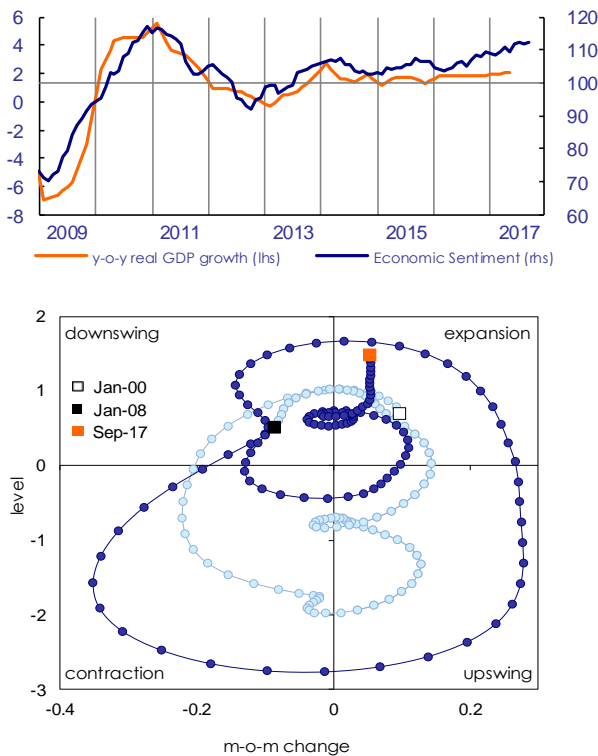 6 120
4 110
2 100
0
-2 90
-4 80
-6 70
-8 60
2009 2011 2013 2015 2017
y-o-y real GDP growth (lhs) Economic Sentiment (rhs)
2
downswing expansion
Jan-00
Jan-08
Sep-17
1
0
level
-1
-2
contraction upswing
-3
-0.4 -0.2 0 0.2
m-o-m change